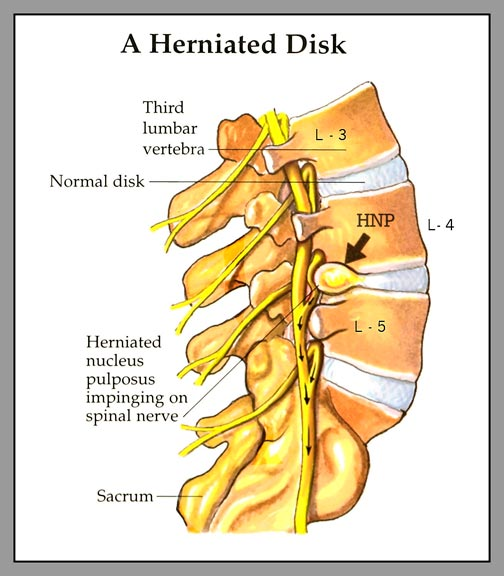 A Herniated Disk
Third
lumbar
vertebra
L - 3
Normal disk
HNP
L - 4
L - 5
Herniated
nucleus
pulposus
impinging on
spinal nerve
Sacrum